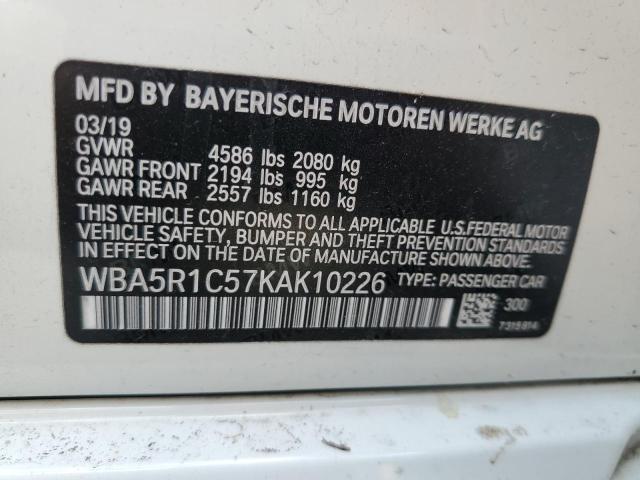 MFD BY BAYERISCHE MOTOREN WERKE AG
03/19
GVWR 4586 lbs 2080 kg
GAWR FRONT 2194 lbs 995 kg
GAWR REAR 2557 lbs 1160 kg
THIS VEHICLE CONFORMS TO ALL APPLICABLE U.S.FEDERAL MOTOR
VEHICLE SAFETY, BUMPER AND THEFT PREVENTION STANDARDS
IN EFFECT ON THE DATE OF MANUFACTURE SHOWN ABOVE.
WBA5R1C57KAK10226 TYPE: PASSENGER CAR
300
7315914